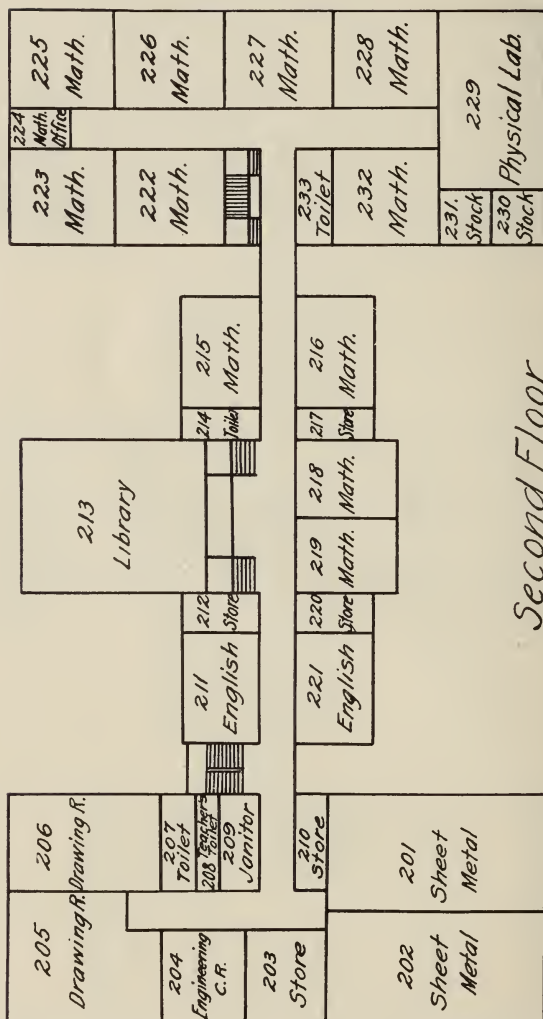 225
Math.
226
Math.
227
Math.
228
Math.
229
Physical Lab.
224
Math.
Office
223
Math.
222
Math.
233
Toilet
232
Math.
231.
Stock
230
Stock
215
Math.
216
Math.
214
Toilet
217
Store
213
Library
218
Math.
219
Math.
212
Store
220
Store
211
English
221
English
Second Floor
206
Drawing R.
207
Toilet
208 Teachers
Toilet
209
Janitor
210
Store
201
Sheet
Metal
205
Drawing R.
204
Engineering
C.R.
203
Store
202
Sheet
Metal